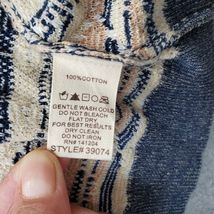 100%COTTON
GENTLE WASH COLD
DO NOT BLEACH
FLAT DRY
FOR BEST RESULTS
DRY CLEAN
DO NOT IRON
RN# 141204
STYLE# 39074